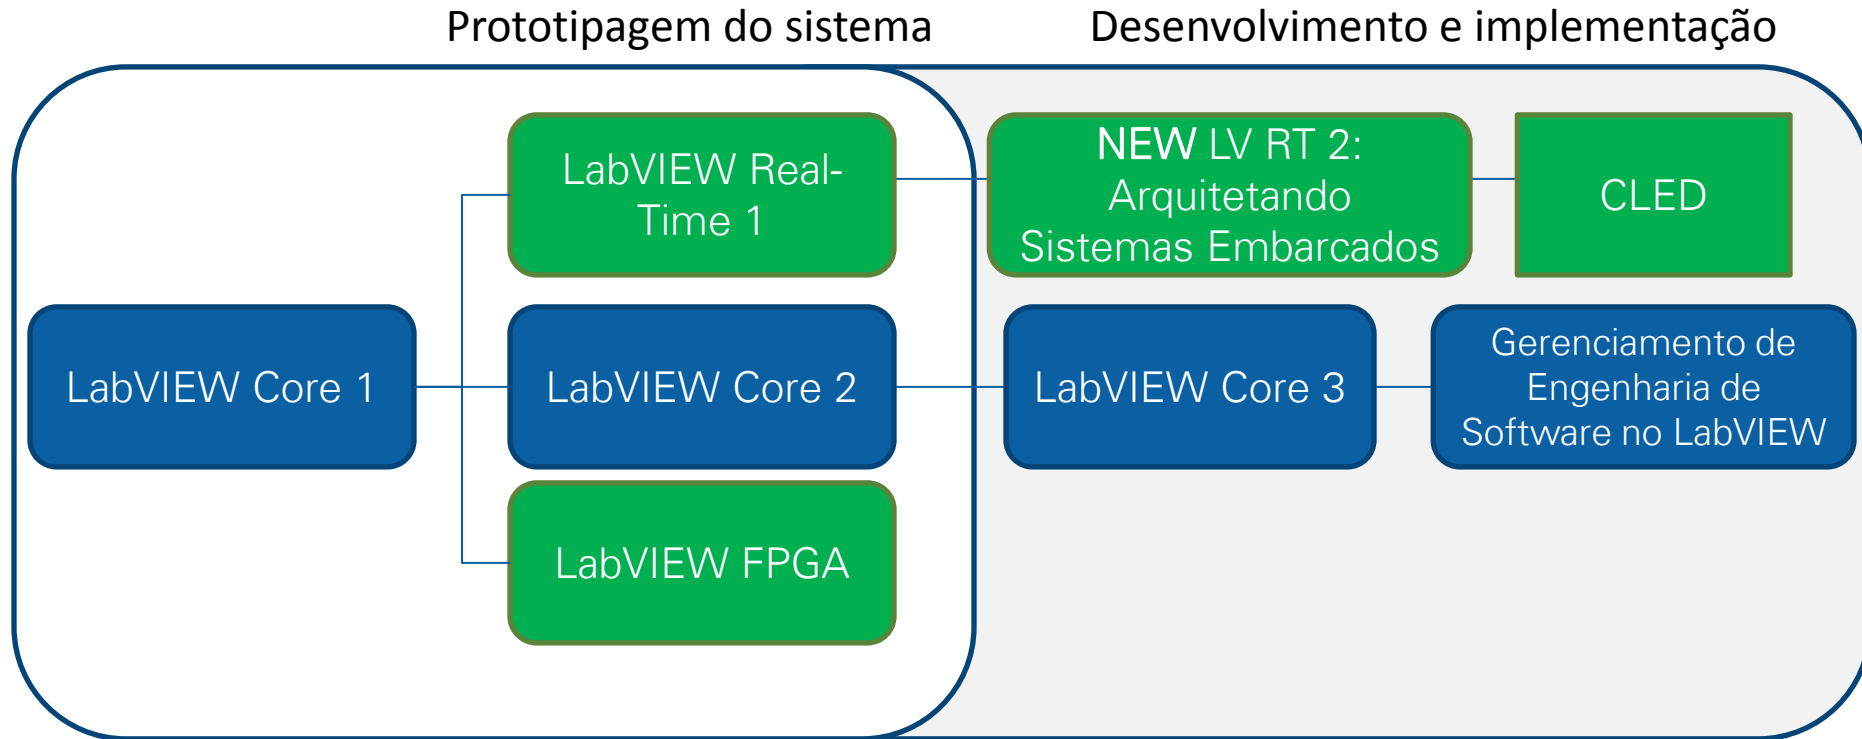 Prototipagem do sistema
Desenvolvimento e implementação
LabVIEW Real-
Time 1
NEW LV RT 2:
Arquitetando
Sistemas Embarcados
CLED
LabVIEW Core 1
LabVIEW Core 2
LabVIEW Core 3
Gerenciamento de
Engenharia de
Software no LabVIEW
LabVIEW FPGA